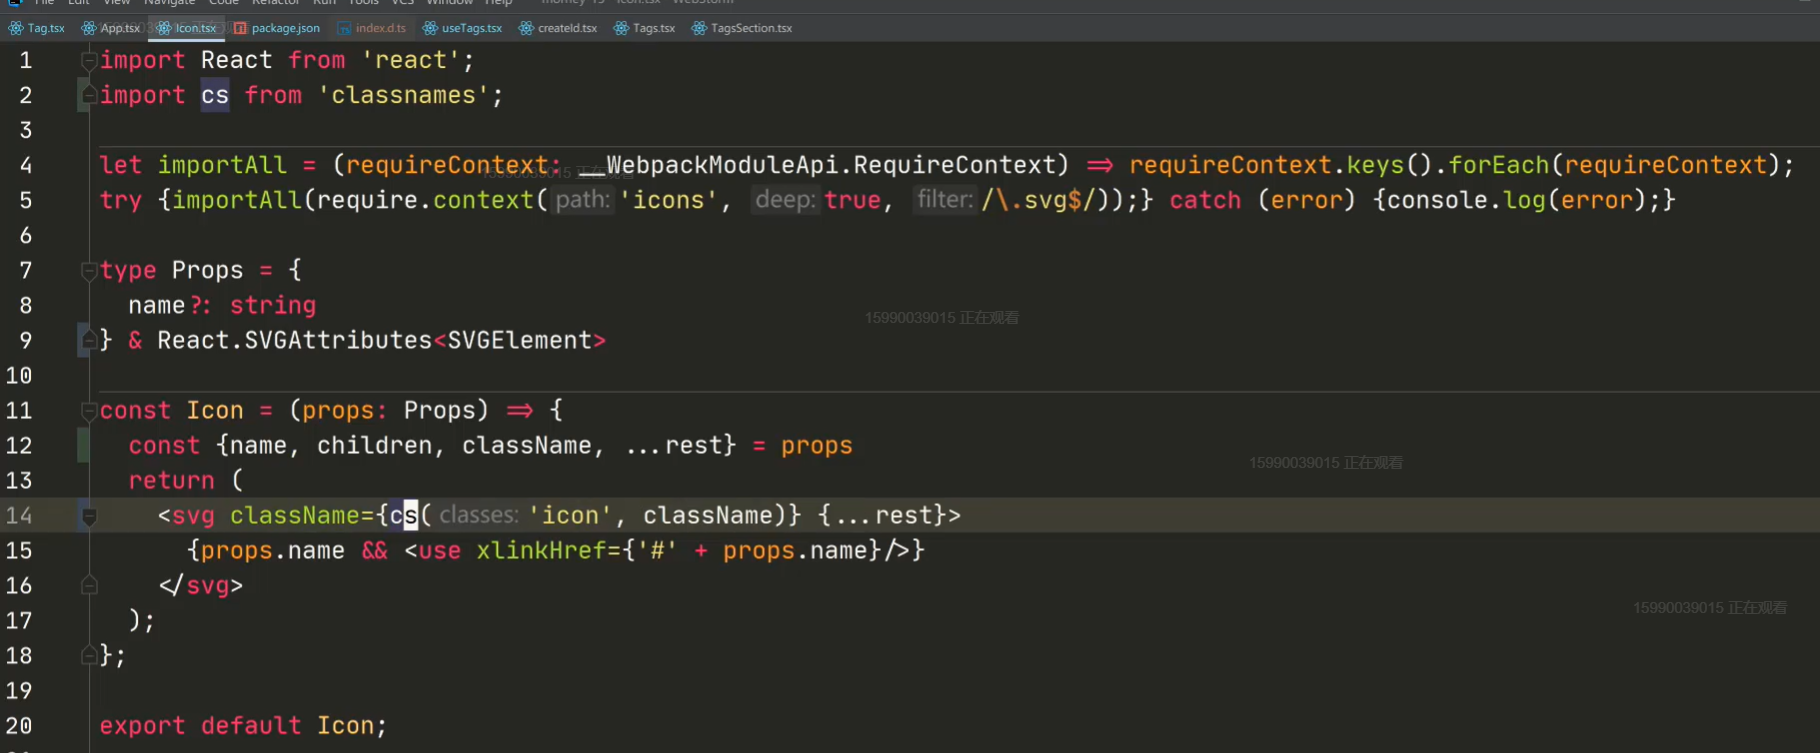 File Edit View Navigate Code Refactor Run Tools VCS Window Help morney-15 - Icon.tsx - WebStorm
Tag.tsx App.tsx Icon.tsx package.json index.d.ts useTags.tsx createId.tsx Tags.tsx TagsSection.tsx
1 import React from 'react';
2 import cs from 'classnames';
3
4 let importAll = (requireContext: __WebpackModuleApi.RequireContext) => requireContext.keys().forEach(requireContext);
15990039015 正在观看
5 try {importAll(require.context( path: 'icons', deep: true, filter: /\.svg$/));} catch (error) {console.log(error);}
6
7 type Props = {
8 name?: string
15990039015 正在观看
9 } & React.SVGAttributes<SVGElement>
10
11 const Icon = (props: Props) => {
12 const {name, children, className, ...rest} = props
15990039015 正在观看
13 return (
14 <svg className={cs( classes: 'icon', className)} {...rest}>
15 {props.name && <use xlinkHref={'#' + props.name}/>}
16 </svg>
15990039015 正在观看
17 );
18 };
19
20 export default Icon;